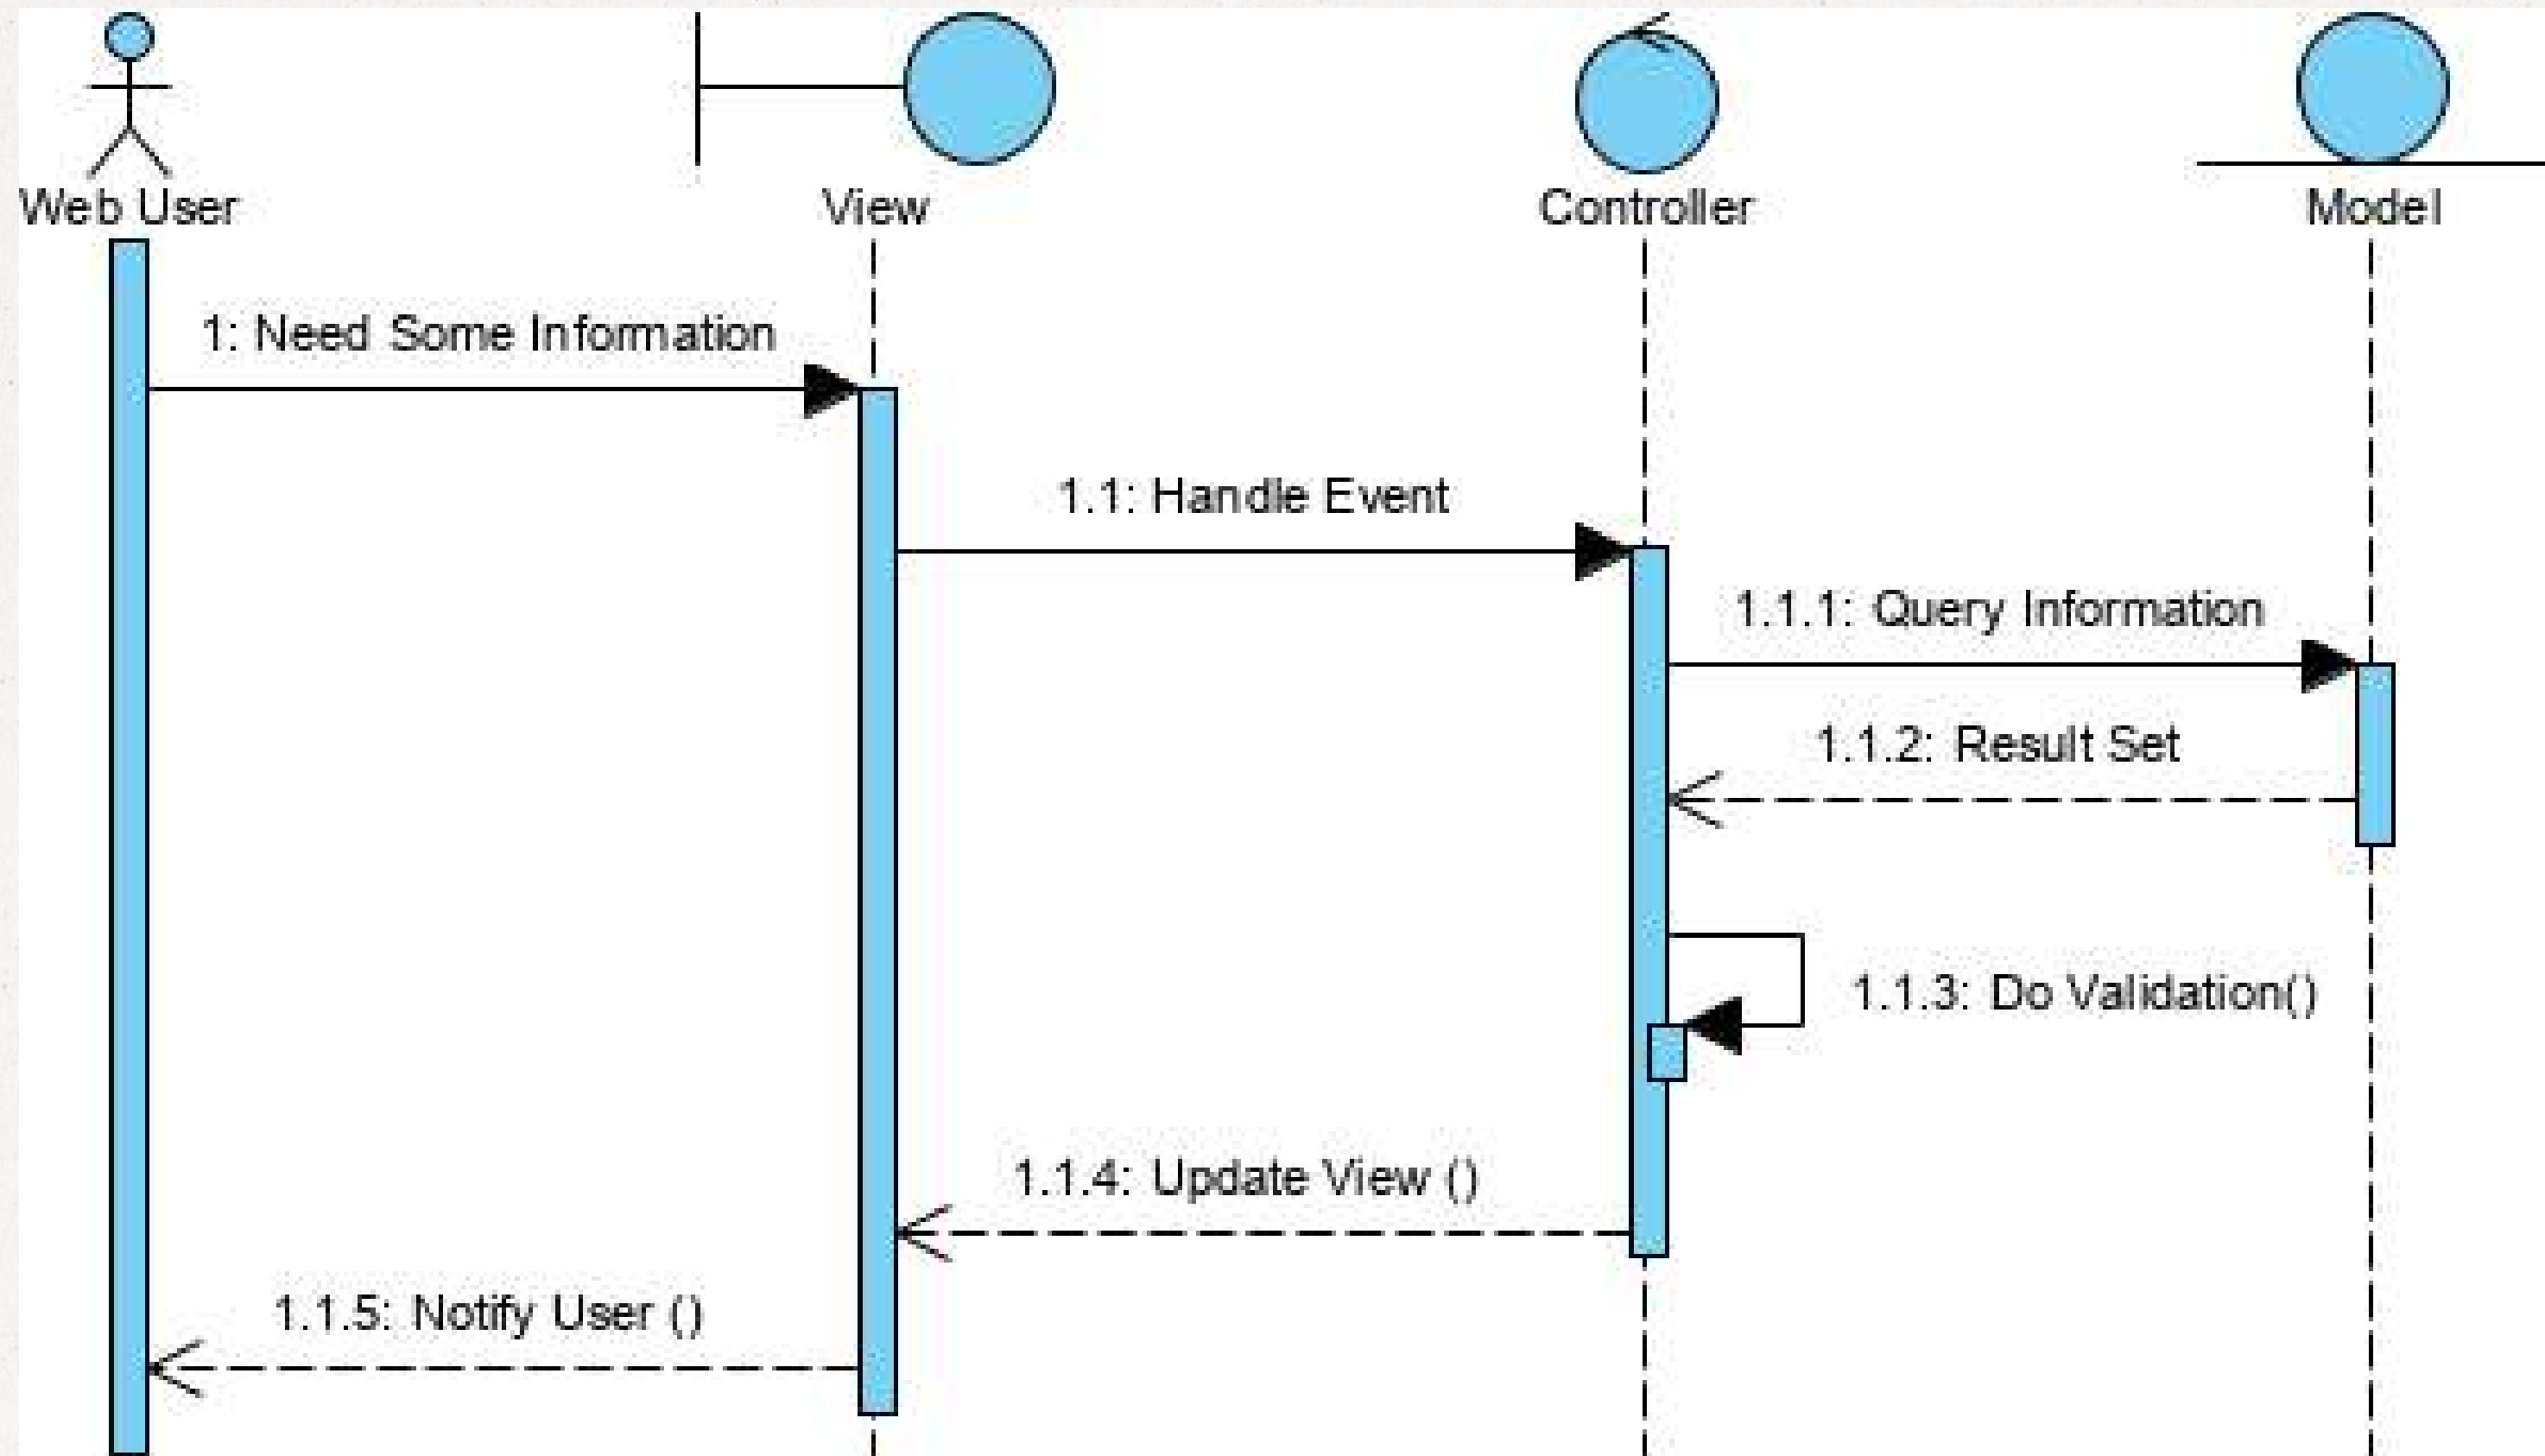 Web User
View
Controller
Model
1: Need Some Information
1.1: Handle Event
1.1.1: Query Information
1.1.2: Result Set
1.1.3: Do Validation()
1.1.4: Update View ()
1.1.5: Notify User ()